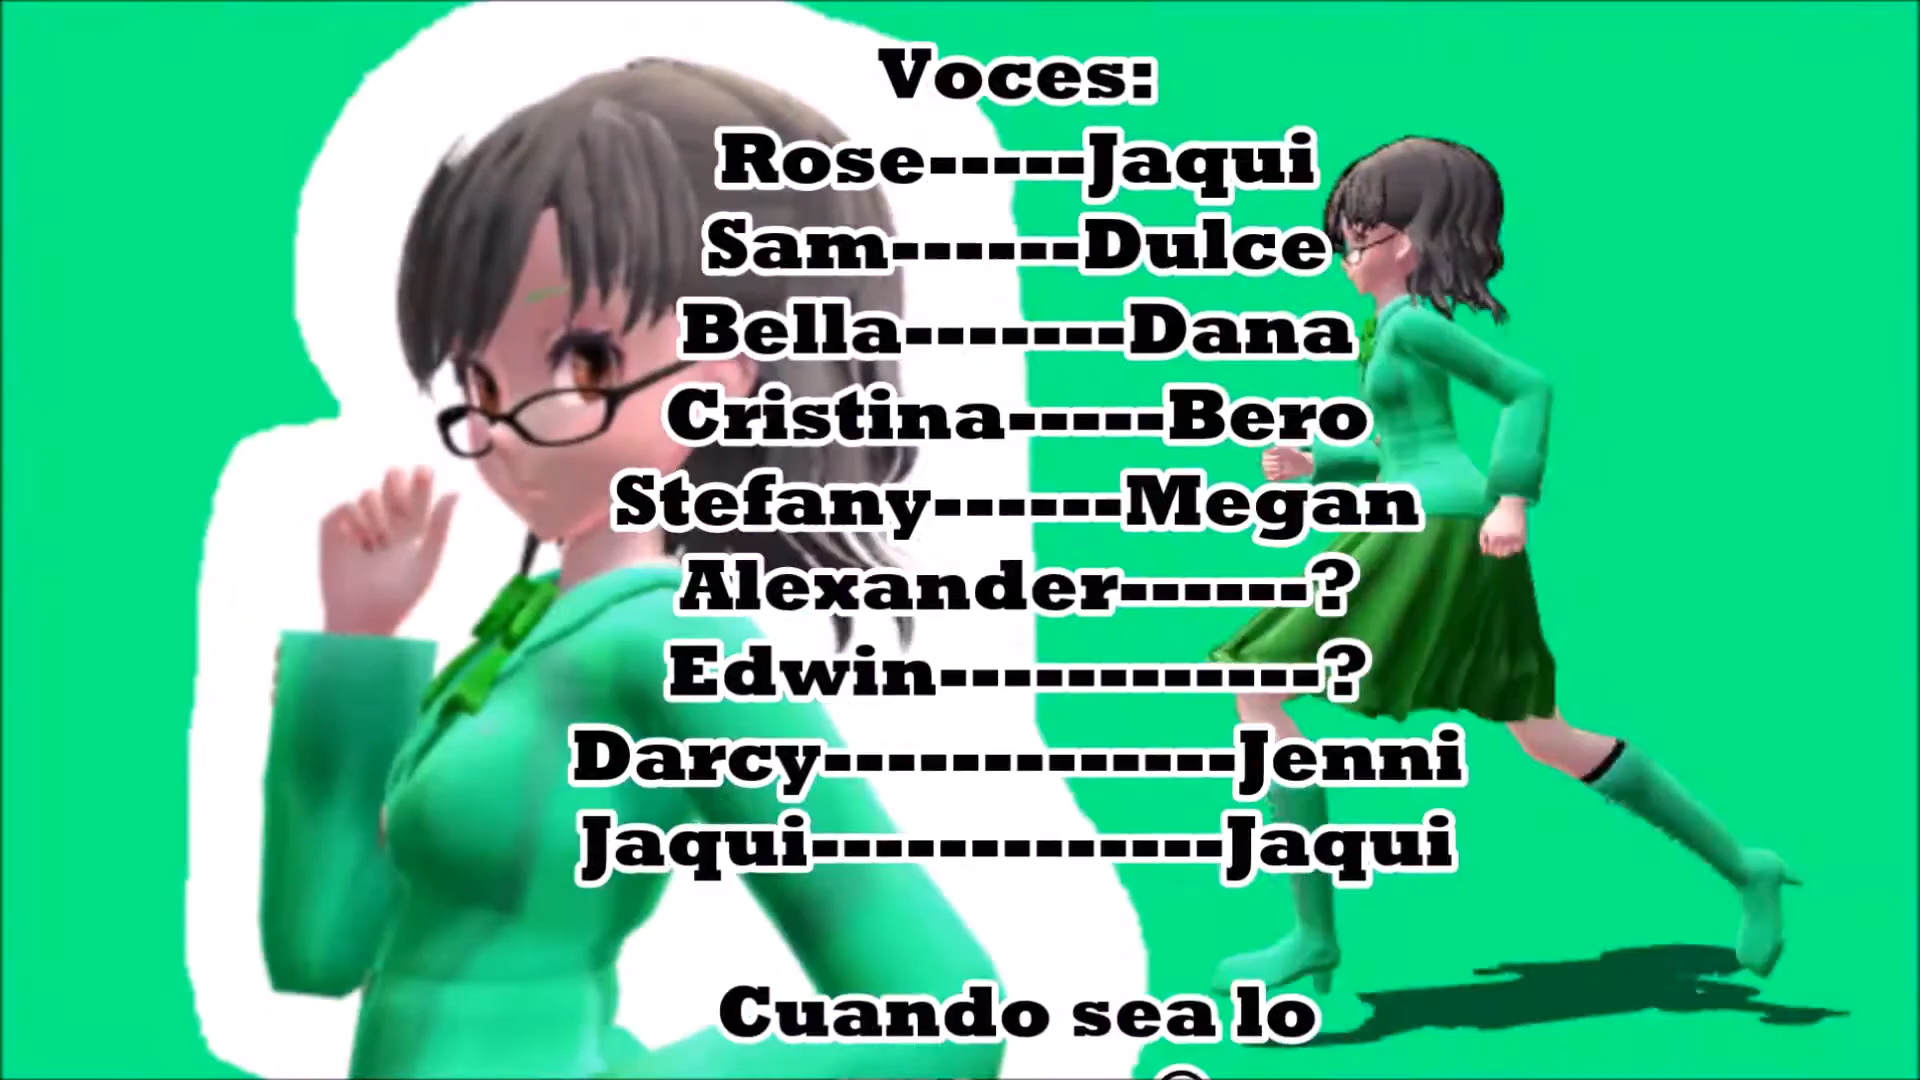 Voces:
Rose-----Jaqui
Sam------Dulce
Bella-------Dana
Cristina-----Bero
Stefany------Megan
Alexander------?
Edwin------------?
Darcy-------------Jenni
Jaqui-------------Jaqui
Cuando sea lo